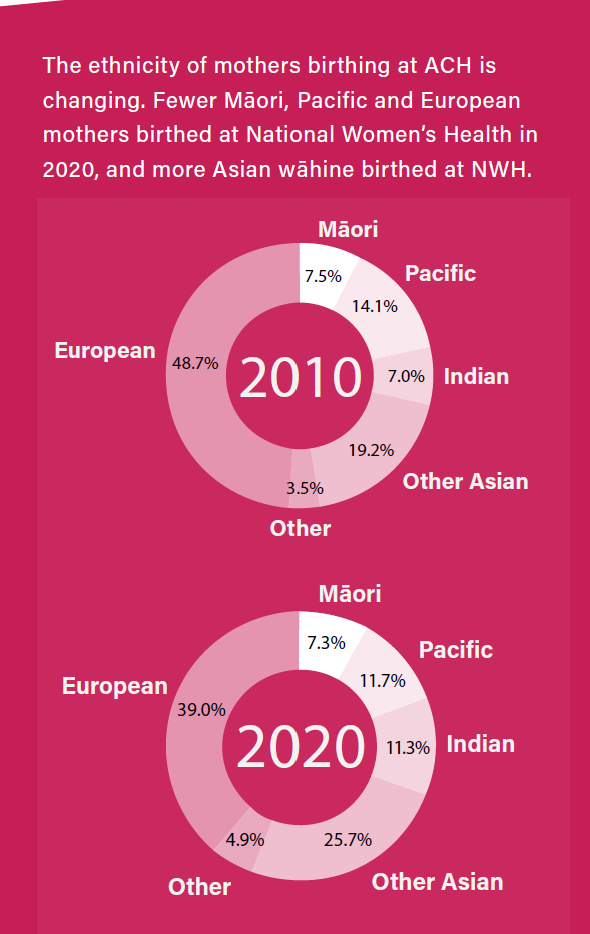 The ethnicity of mothers birthing at ACH is
changing. Fewer Māori, Pacific and European
mothers birthed at National Women’s Health in
2020, and more Asian wāhine birthed at NWH.
Māori
7.5%
Pacific
14.1%
European
48.7%
2010
7.0%
Indian
19.2%
Other Asian
3.5%
Other
Māori
7.3%
Pacific
11.7%
European
39.0%
2020
11.3%
Indian
4.9%
25.7%
Other
Other Asian